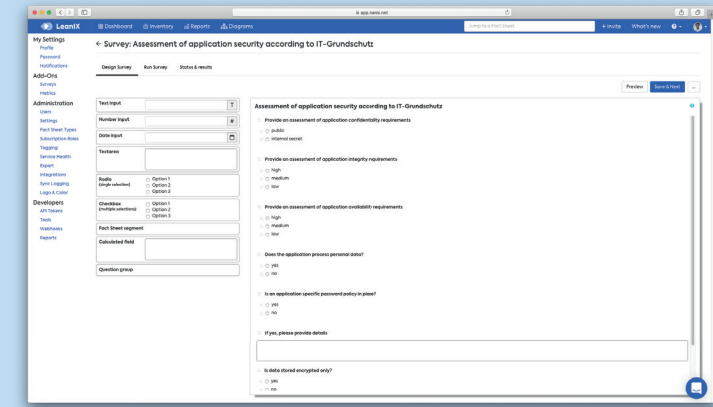 app.leanix.net
LeanIX
Dashboard
Inventory
Reports
Diagrams
Jump to a Fact Sheet
+ Invite
What's new
My Settings
Profile
Password
Notifications
Add-Ons
Surveys
Metrics
Administration
Users
Settings
Fact Sheet Types
Subscription Roles
Tagging
Service Health
Export
Integrations
Sync Logging
Logo & Color
Developers
API Tokens
Tools
Webhooks
Reports
← Survey: Assessment of application security according to IT-Grundschutz
Design Survey
Run Survey
Status & results
Preview
Save & Next
...
Text input
T
Number input
#
Date input
Textarea
Radio
(single selection)
Option 1
Option 2
Option 3
Checkbox
(multiple selections)
Option 1
Option 2
Option 3
Fact Sheet segment
Calculated field
Question group
Assessment of application security according to IT-Grundschutz
Provide an assessment of application confidentality requirements
public
internal secret
Provide an assessment of application integrity requirements
high
medium
low
Provide an assessment of application availability requirements
high
medium
low
Does the application process personal data?
yes
no
Is an application specific password policy in place?
yes
no
If yes, please provide details
Is data stored encrypted only?
yes
no